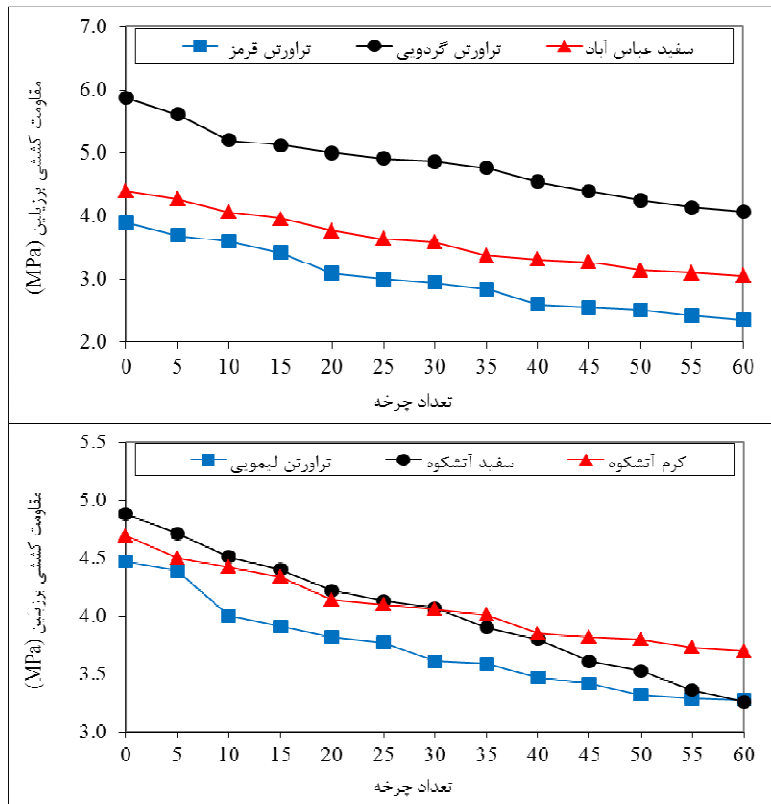 7.0
تراورتن قرمز تراورتن گردویی سفید عباس آباد
6.0
5.0
4.0
3.0
2.0
مقاومت کششی برزیلین (MPa)
0 5 10 15 20 25 30 35 40 45 50 55 60
تعداد چرخه
5.5
تراورتن لیمویی سفید آتشکوه کرم آتشکوه
5.0
4.5
4.0
3.5
3.0
مقاومت کششی برزیلین (MPa)
0 5 10 15 20 25 30 35 40 45 50 55 60
تعداد چرخه